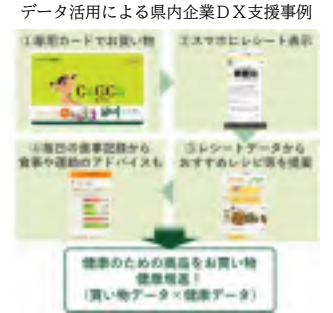 データ活用による県内企業ＤＸ支援事例
①専用カードでお買い物
②スマホにレシート表示
CoGCa
④毎日の食事記録から
食事や運動のアドバイスも
③レシートデータから
おすすめレシピ等を提案
健康のための商品をお買い物
健康増進！
(買い物データ×健康データ)